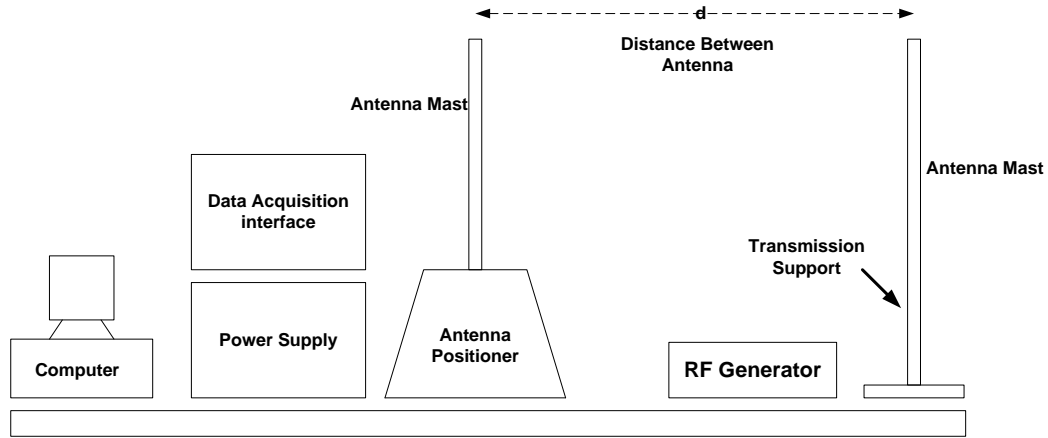 d
Distance Between
Antenna
Antenna Mast
Antenna Mast
Data Acquisition
interface
Transmission
Support
Power Supply
Antenna
Positioner
Computer
RF Generator